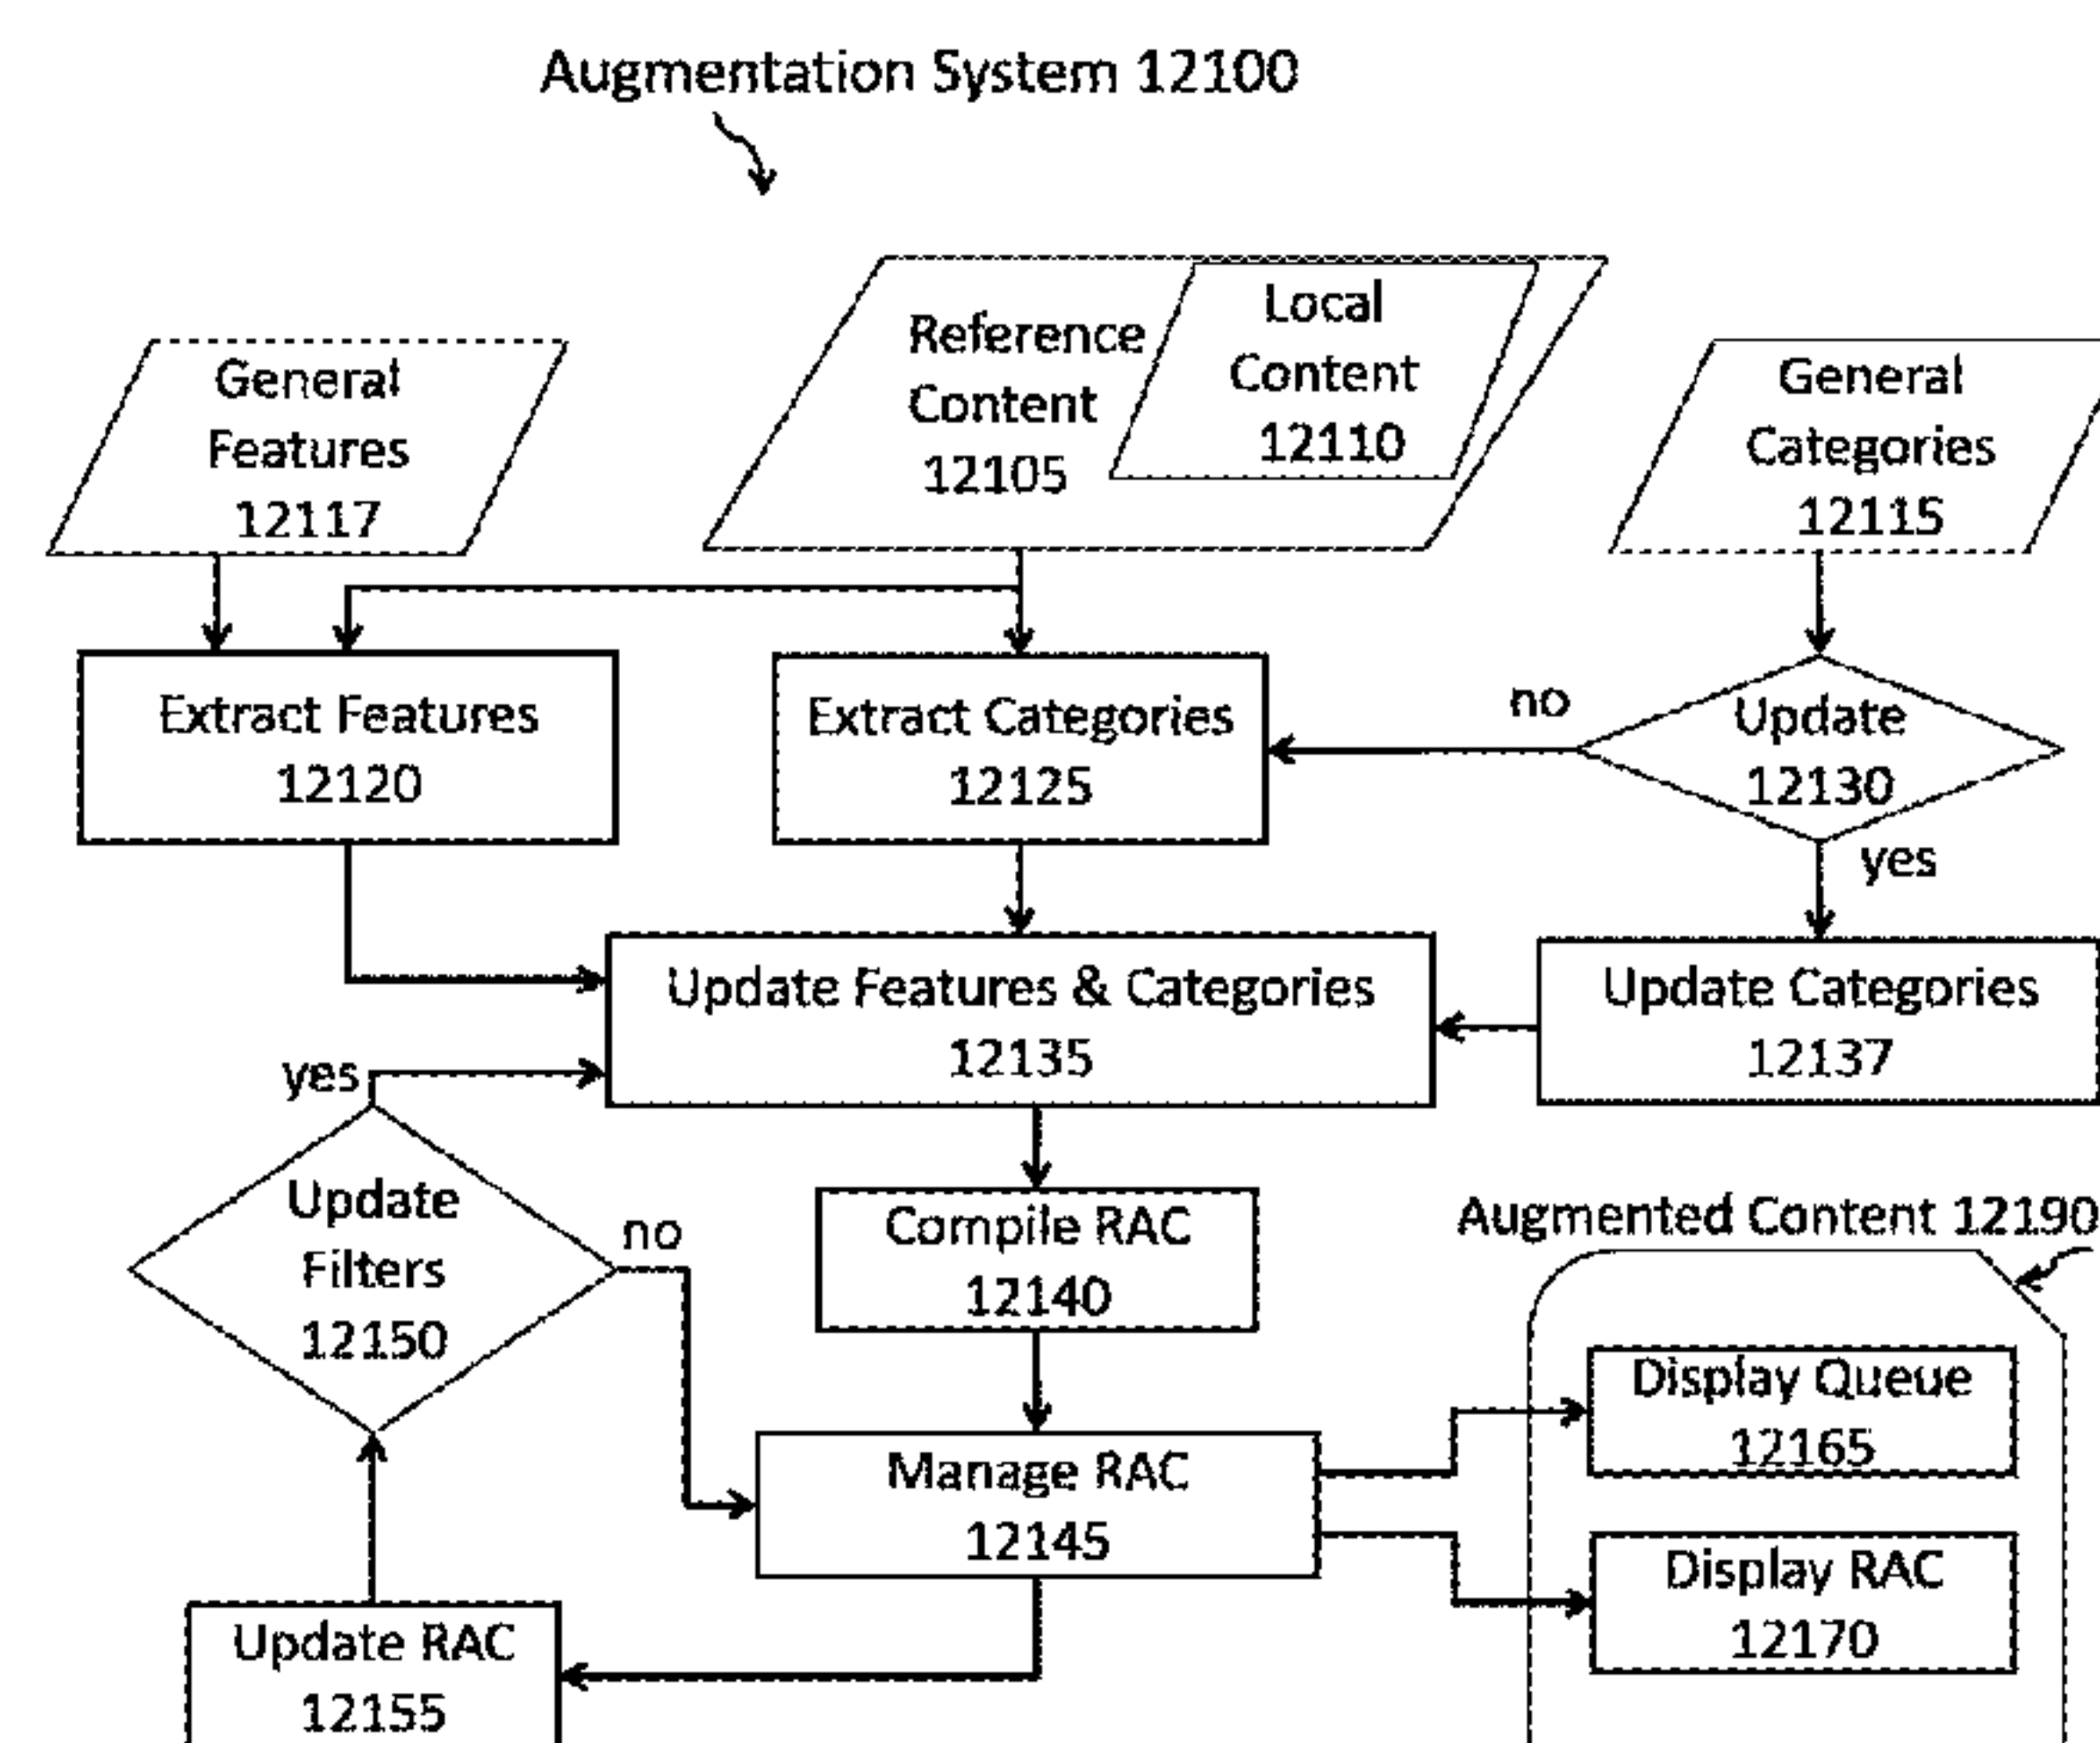 Augmentation System 12100
General
Features
12117
Reference
Content
12105
Local
Content
12110
General
Categories
12115
Extract Features
12120
Extract Categories
12125
no
Update
12130
yes
Update Features & Categories
12135
Update Categories
12137
yes
Update
Filters
12150
no
Compile RAC
12140
Augmented Content 12190
Display Queue
12165
Manage RAC
12145
Display RAC
12170
Update RAC
12155